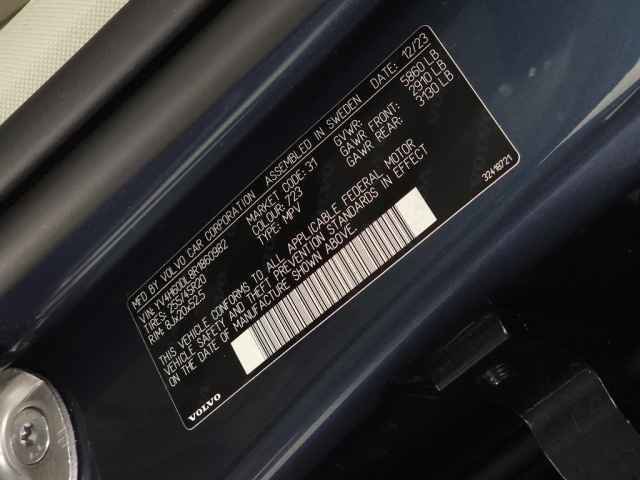 MFD BY VOLVO CAR CORPORATION ASSEMBLED IN SWEDEN DATE: 12/23
VIN: YV4M60UL8R1860982 MARKET CODE: 31 GVWR: 5860 LB
TIRES: 255/45R20 COLOUR: 723 GAWR FRONT: 2910 LB
RIM: 8Jx20x52.5 TYPE: MPV GAWR REAR: 3130 LB
THIS VEHICLE CONFORMS TO ALL APPLICABLE FEDERAL MOTOR
VEHICLE SAFETY AND THEFT PREVENTION STANDARDS IN EFFECT
ON THE DATE OF MANUFACTURE SHOWN ABOVE.
32418721
VOLVO